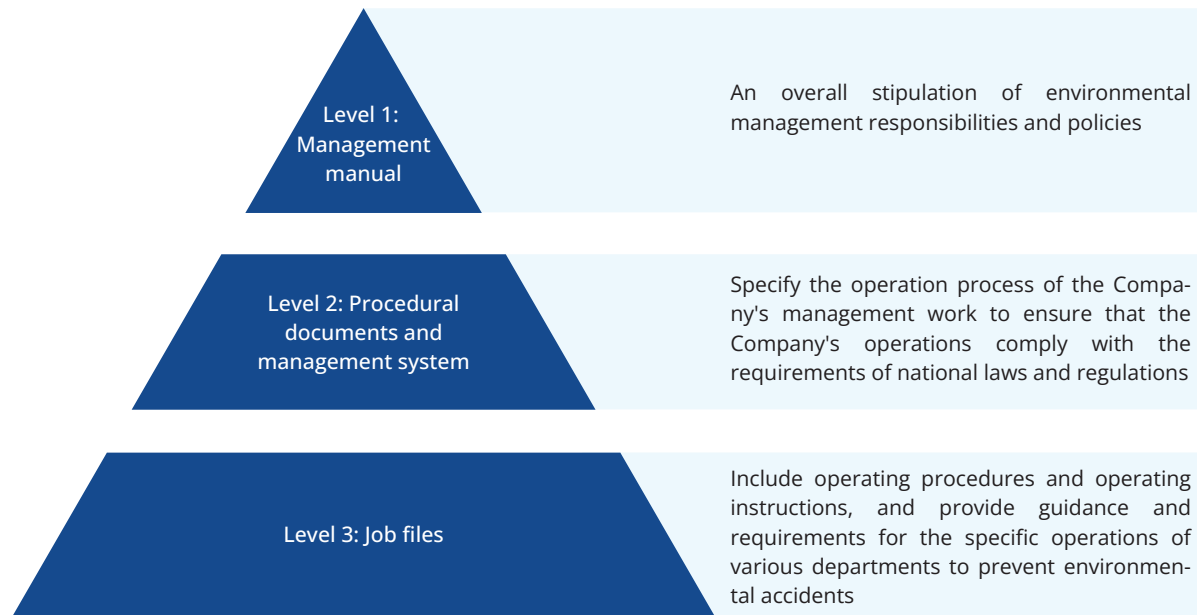 Level 1:
Management
manual
An overall stipulation of environmental
management responsibilities and policies
Level 2: Procedural
documents and
management system
Specify the operation process of the Compa-
ny's management work to ensure that the
Company's operations comply with the
requirements of national laws and regulations
Level 3: Job files
Include operating procedures and operating
instructions, and provide guidance and
requirements for the specific operations of
various departments to prevent environmen-
tal accidents